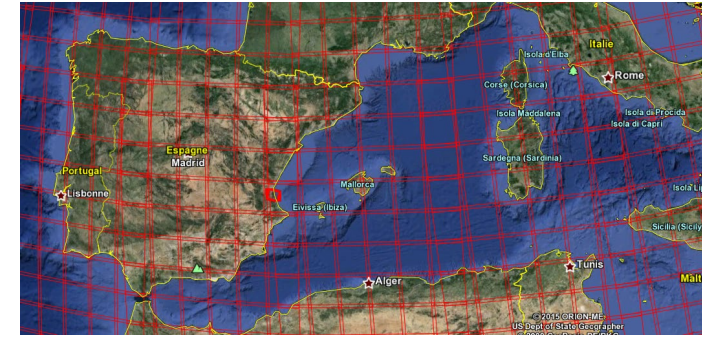 Italie
Isola d'Elba
Rome
Corse (Corsica)
Isola Maddalena
Isola di Procida
Isola di Capri
Espagne
Madrid
Sardegna (Sardinia)
Portugal
Mallorca
Lisbonne
Isola Li
Eivissa (Ibiza)
Sicilia (Sicily
Tunis
Alger
Malt
©2015 ORION-ME
US Dept of State Geographer